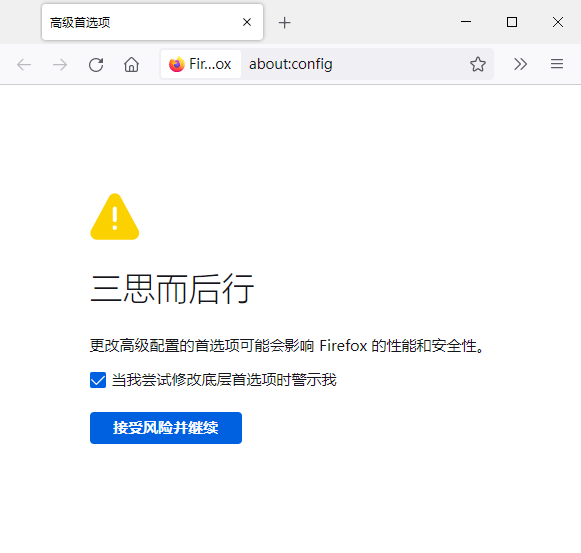 高级首选项
Fir...ox about:config
三思而后行
更改高级配置的首选项可能会影响 Firefox 的性能和安全性。
当我尝试修改底层首选项时警示我
接受风险并继续